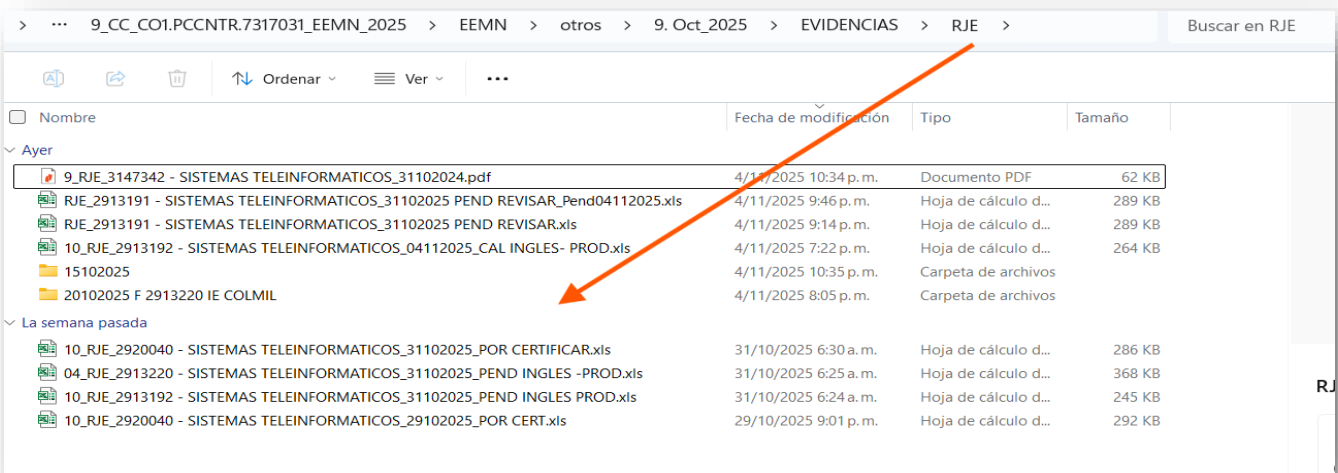 ··· 9_CC_CO1.PCCNTR.7317031_EEMN_2025 > EEMN > otros > 9. Oct_2025 > EVIDENCIAS > RJE > Buscar en RJE
Ordenar Ver ···
Nombre Fecha de modificación Tipo Tamaño
Ayer
9_RJE_3147342 - SISTEMAS TELEINFORMATICOS_31102024.pdf 4/11/2025 10:34 p. m. Documento PDF 62 KB
RJE_2913191 - SISTEMAS TELEINFORMATICOS_31102025 PEND REVISAR_Pend04112025.xls 4/11/2025 9:46 p. m. Hoja de cálculo d... 289 KB
RJE_2913191 - SISTEMAS TELEINFORMATICOS_31102025 PEND REVISAR.xls 4/11/2025 9:14 p. m. Hoja de cálculo d... 289 KB
10_RJE_2913192 - SISTEMAS TELEINFORMATICOS_04112025_CAL INGLES- PROD.xls 4/11/2025 7:22 p. m. Hoja de cálculo d... 264 KB
15102025 4/11/2025 10:35 p. m. Carpeta de archivos
20102025 F 2913220 IE COLMIL 4/11/2025 8:05 p. m. Carpeta de archivos
La semana pasada
10_RJE_2920040 - SISTEMAS TELEINFORMATICOS_31102025_POR CERTIFICAR.xls 31/10/2025 6:30 a. m. Hoja de cálculo d... 286 KB
04_RJE_2913220 - SISTEMAS TELEINFORMATICOS_31102025_PEND INGLES -PROD.xls 31/10/2025 6:25 a. m. Hoja de cálculo d... 368 KB
10_RJE_2913192 - SISTEMAS TELEINFORMATICOS_31102025_PEND INGLES PROD.xls 31/10/2025 6:24 a. m. Hoja de cálculo d... 245 KB
10_RJE_2920040 - SISTEMAS TELEINFORMATICOS_29102025_POR CERT.xls 29/10/2025 9:01 p. m. Hoja de cálculo d... 292 KB